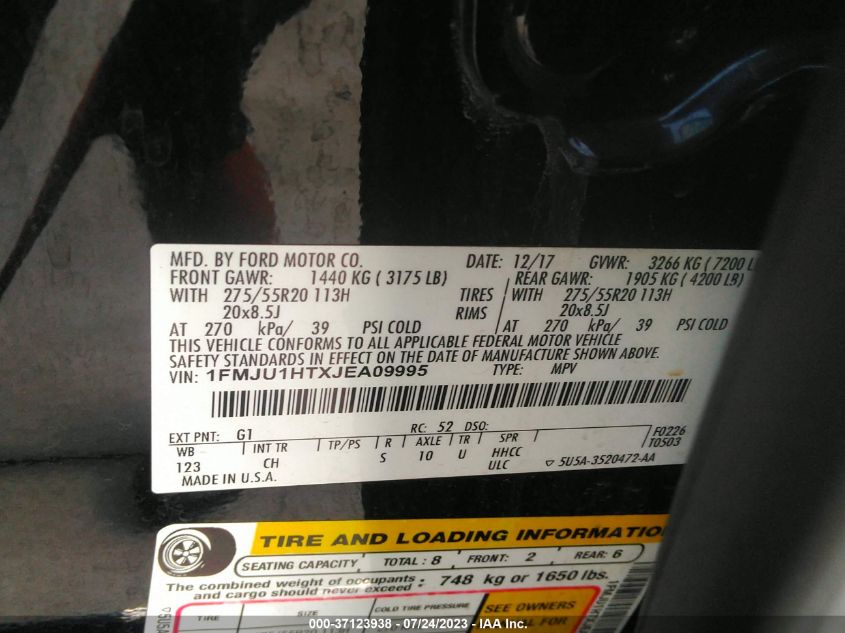 MFD. BY FORD MOTOR CO. DATE: 12/17 GVWR: 3266 KG ( 7200 L
FRONT GAWR: 1440 KG ( 3175 LB) REAR GAWR: 1905 KG ( 4200 LB)
WITH 275/55R20 113H TIRES WITH 275/55R20 113H
20x8.5J RIMS 20x8.5J
AT 270 kPa/ 39 PSI COLD AT 270 kPa/ 39 PSI COLD
THIS VEHICLE CONFORMS TO ALL APPLICABLE FEDERAL MOTOR VEHICLE
SAFETY STANDARDS IN EFFECT ON THE DATE OF MANUFACTURE SHOWN ABOVE.
VIN: 1FMJU1HTXJEA09995 TYPE: MPV
EXT PNT: G1 RC: 52 DSO: F0226
T0503
WB INT TR TP/PS R AXLE TR SPR
123 CH S 10 U HHCC
ULC 5U5A-3520472-AA
MADE IN U.S.A.
TIRE AND LOADING INFORMATION
SEATING CAPACITY TOTAL : 8 FRONT: 2 REAR: 6
The combined weight of occupants : 748 kg or 1650 lbs.
and cargo should never exceed
TIRE SIZE COLD TIRE PRESSURE SEE OWNERS
FOR
000-37123938 - 07/24/2023 - IAA Inc.